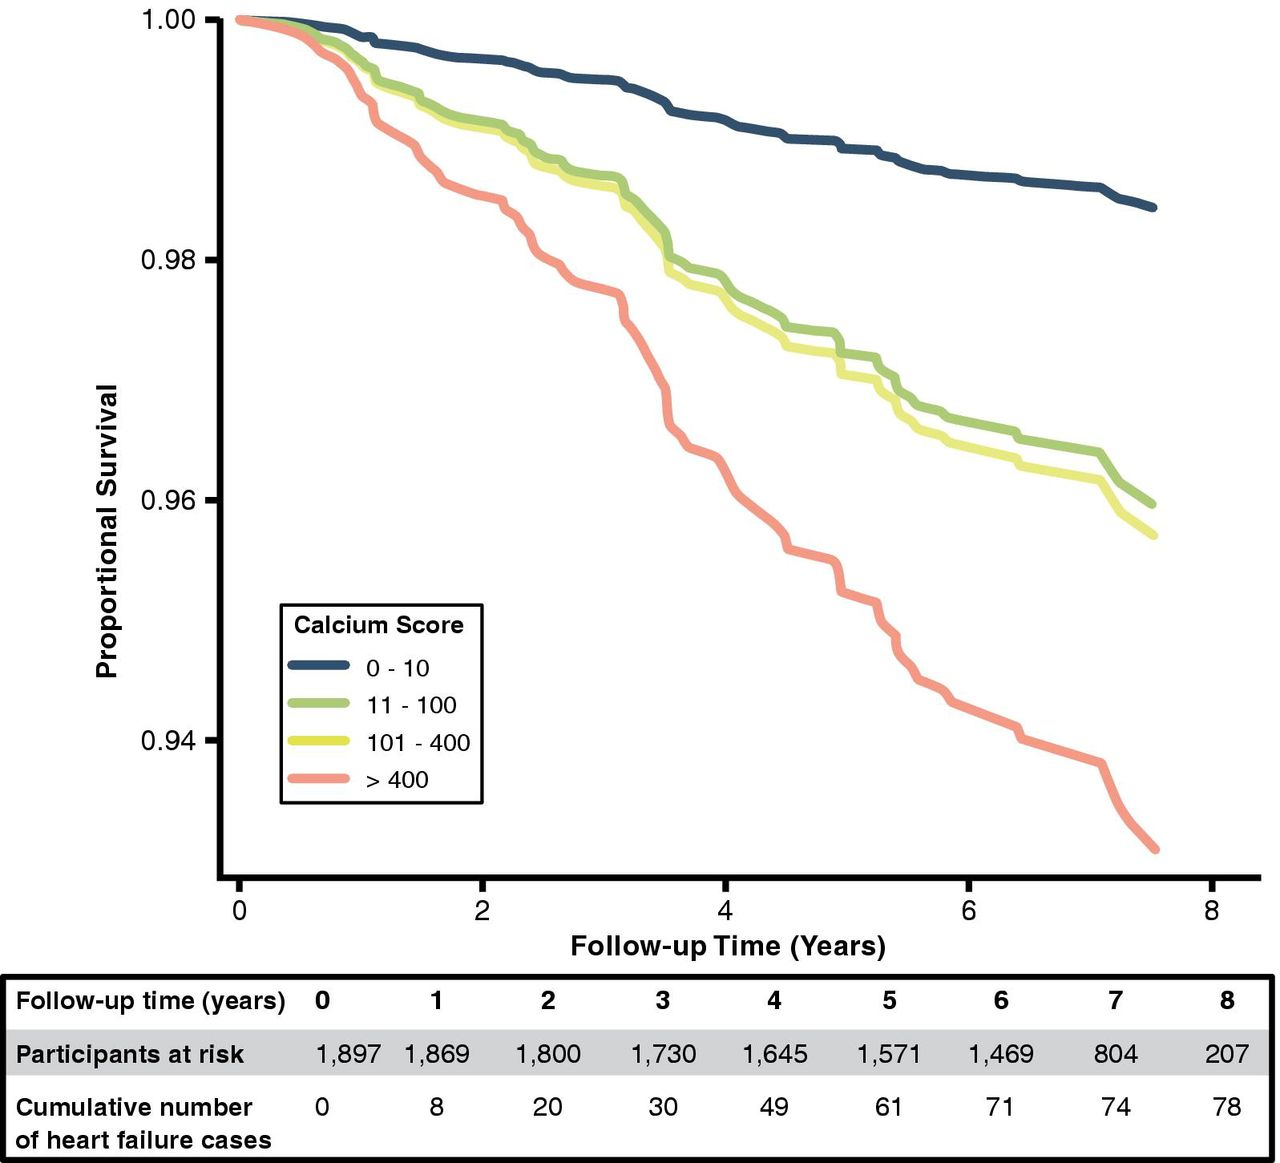 1.00
0.98
0.96
0.94
Proportional Survival
Calcium Score
0 - 10
11 - 100
101 - 400
> 400
0 2 4 6 8
Follow-up Time (Years)
Follow-up time (years) 0 1 2 3 4 5 6 7 8
Participants at risk 1,897 1,869 1,800 1,730 1,645 1,571 1,469 804 207
Cumulative number 0 8 20 30 49 61 71 74 78
of heart failure cases